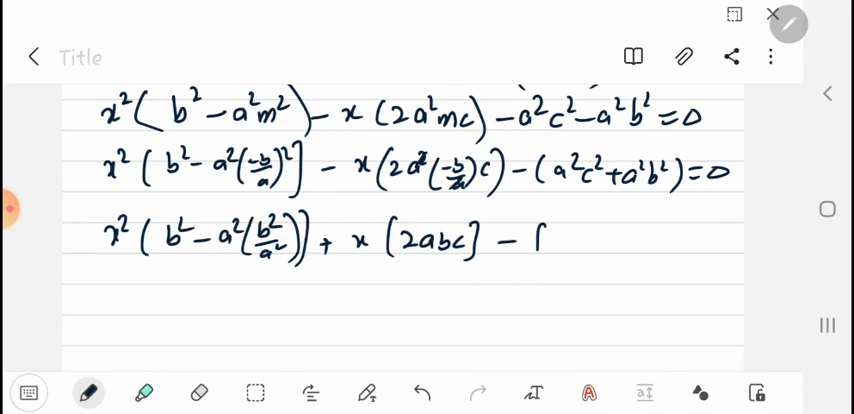 Title
x²( b² - a²m²) - x (2a²mc) - a²c² - a²b² = 0
x² ( b² - a²(-b/a)²] - x(2a²(-b/a)c) - (a²c² + a²b²) = 0
x² ( b² - a²(b²/a²)) + x [2abc] - [